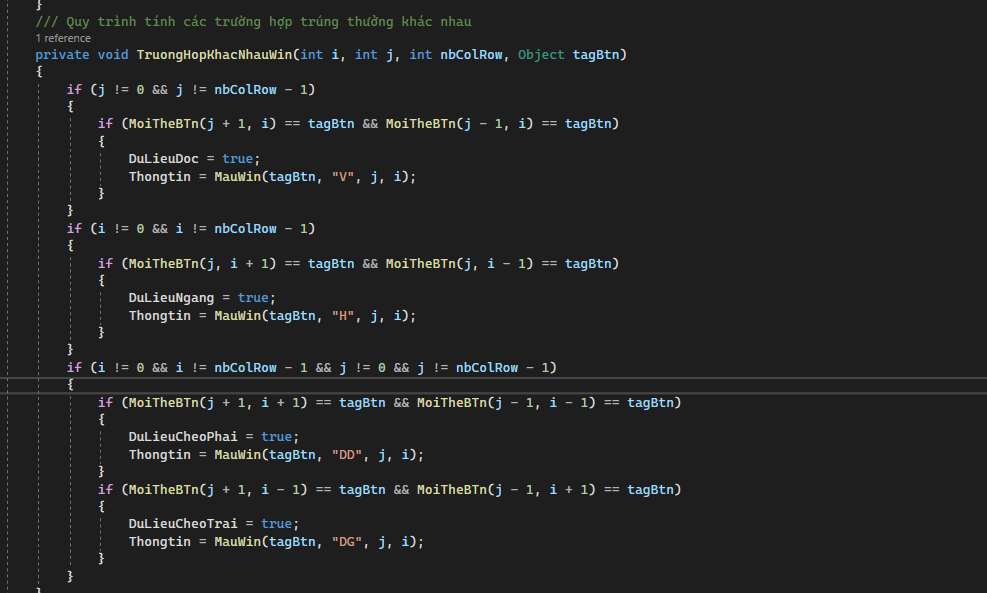 }
/// Quy trình tính các trường hợp trúng thưởng khác nhau
1 reference
private void TruongHopKhacNhauWin(int i, int j, int nbColRow, Object tagBtn)
{
if (j != 0 && j != nbColRow - 1)
{
if (MoiTheBTn(j + 1, i) == tagBtn && MoiTheBTn(j - 1, i) == tagBtn)
{
DuLieuDoc = true;
Thongtin = MauWin(tagBtn, "V", j, i);
}
}
if (i != 0 && i != nbColRow - 1)
{
if (MoiTheBTn(j, i + 1) == tagBtn && MoiTheBTn(j, i - 1) == tagBtn)
{
DuLieuNgang = true;
Thongtin = MauWin(tagBtn, "H", j, i);
}
}
if (i != 0 && i != nbColRow - 1 && j != 0 && j != nbColRow - 1)
{
if (MoiTheBTn(j + 1, i + 1) == tagBtn && MoiTheBTn(j - 1, i - 1) == tagBtn)
{
DuLieuCheoPhai = true;
Thongtin = MauWin(tagBtn, "DD", j, i);
}
if (MoiTheBTn(j + 1, i - 1) == tagBtn && MoiTheBTn(j - 1, i + 1) == tagBtn)
{
DuLieuCheoTrai = true;
Thongtin = MauWin(tagBtn, "DG", j, i);
}
}
}